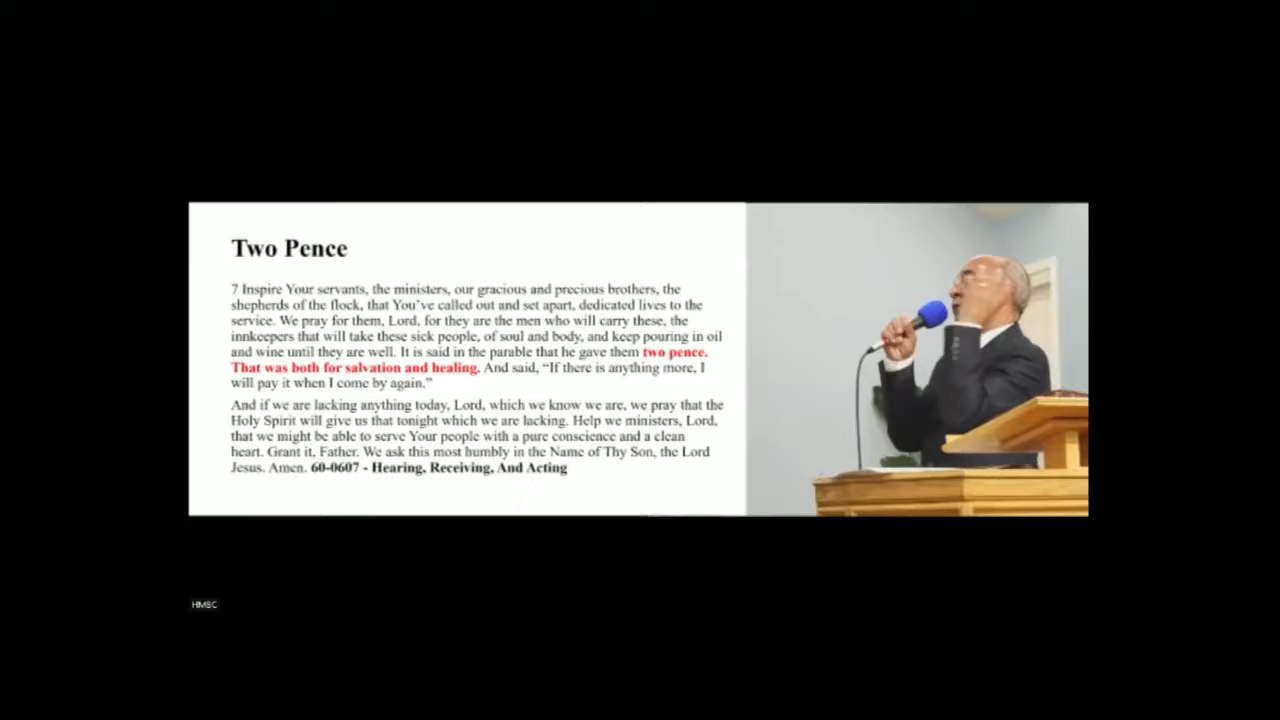 Two Pence
7 Inspire Your servants, the ministers, our gracious and precious brothers, the
shepherds of the flock, that You've called out and set apart, dedicated lives to the
service. We pray for them, Lord, for they are the men who will carry these, the
innkeepers that will take these sick people, of soul and body, and keep pouring in oil
and wine until they are well. It is said in the parable that he gave them two pence.
That was both for salvation and healing. And said, “If there is anything more, I
will pay it when I come by again.”
And if we are lacking anything today, Lord, which we know we are, we pray that the
Holy Spirit will give us that tonight which we are lacking. Help we ministers, Lord,
that we might be able to serve Your people with a pure conscience and a clean
heart. Grant it, Father. We ask this most humbly in the Name of Thy Son, the Lord
Jesus. Amen. 60-0607 - Hearing, Receiving, And Acting
HMBC